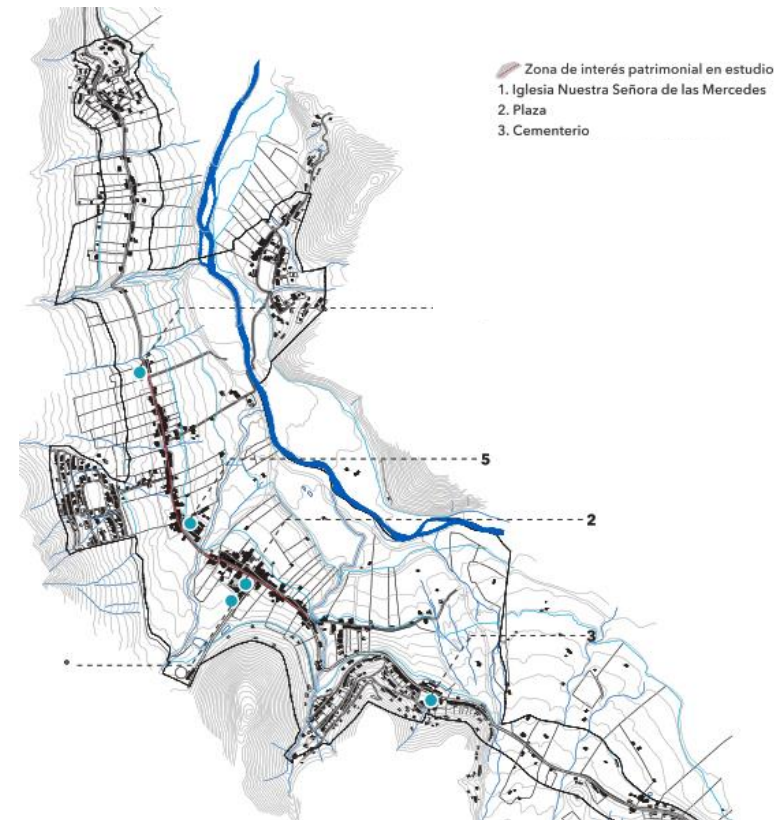 Zona de interés patrimonial en estudio
1. Iglesia Nuestra Señora de las Mercedes
2. Plaza
3. Cementerio
5
2
3